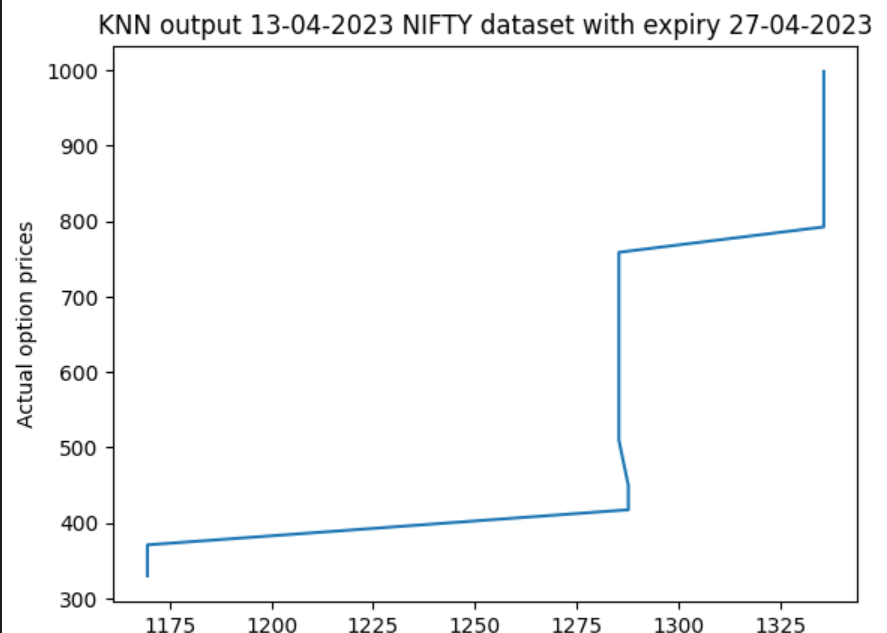 KNN output 13-04-2023 NIFTY dataset with expiry 27-04-2023
1000
900
800
700
600
500
400
300
Actual option prices
1175 1200 1225 1250 1275 1300 1325